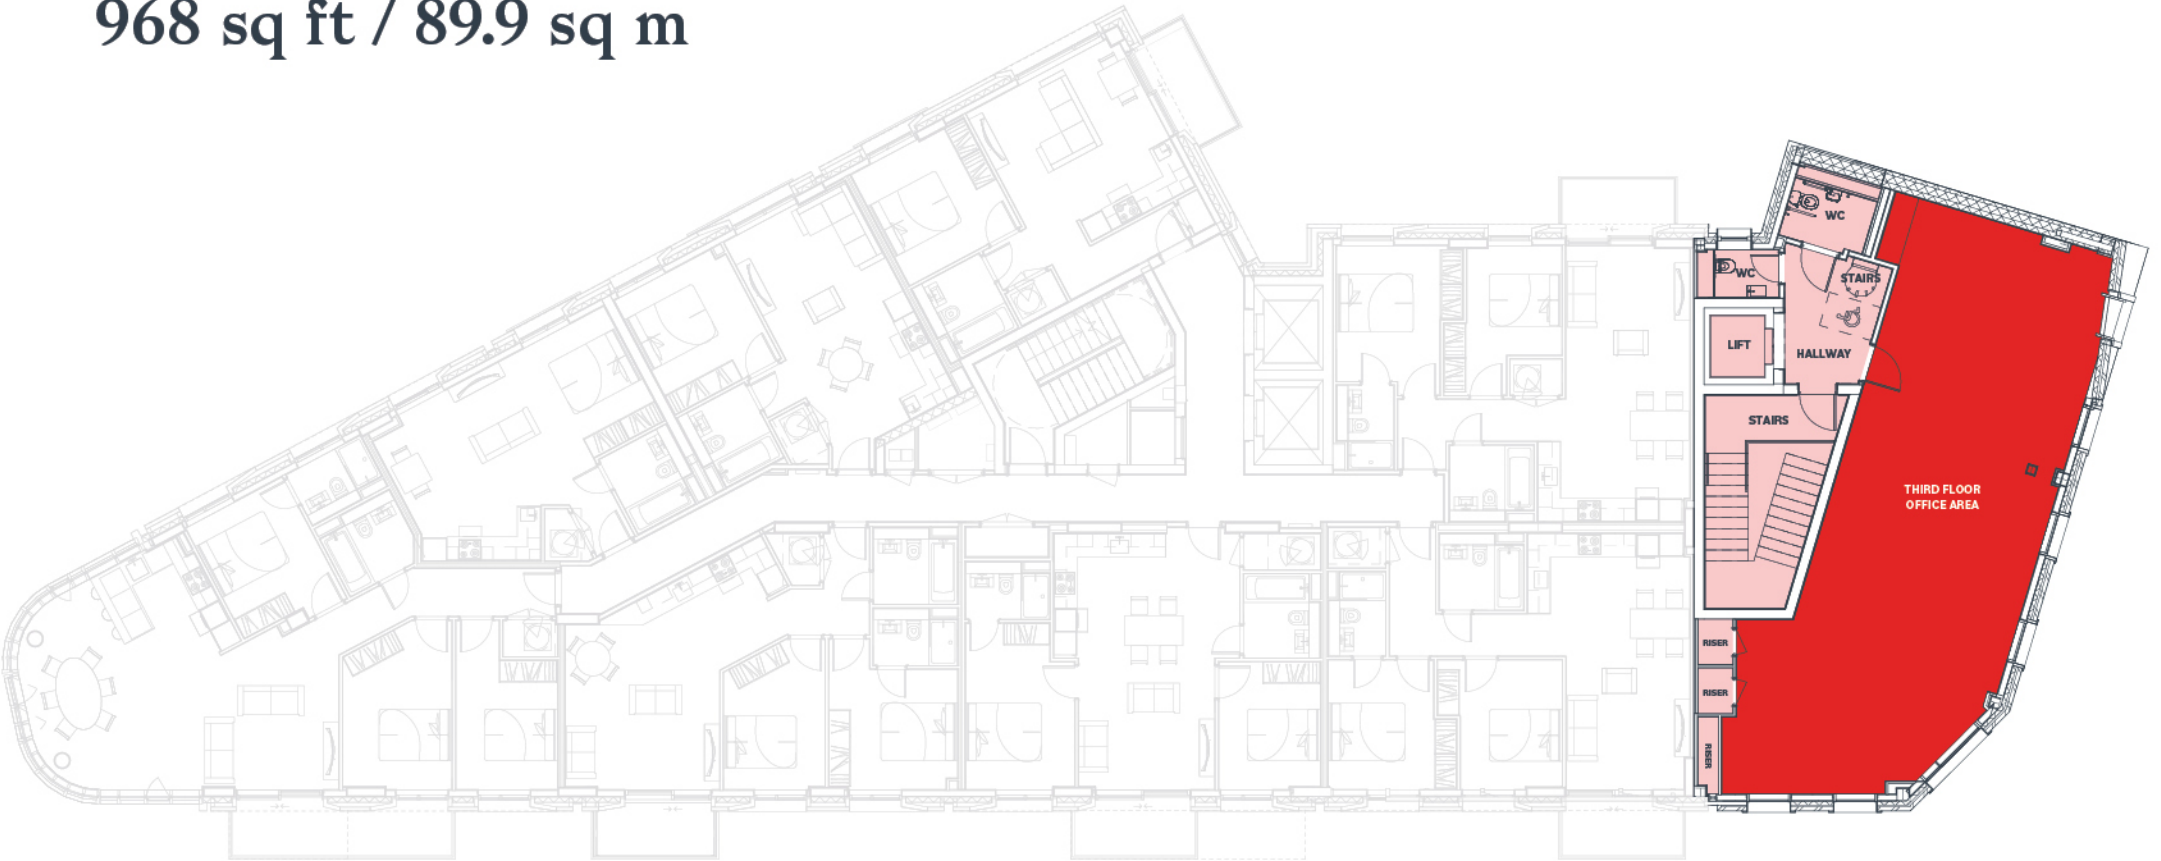 968 sq ft / 89.9 sq m
WC
WC
STAIRS
LIFT
HALLWAY
STAIRS
THIRD FLOOR
OFFICE AREA
RISER
RISER
RISER